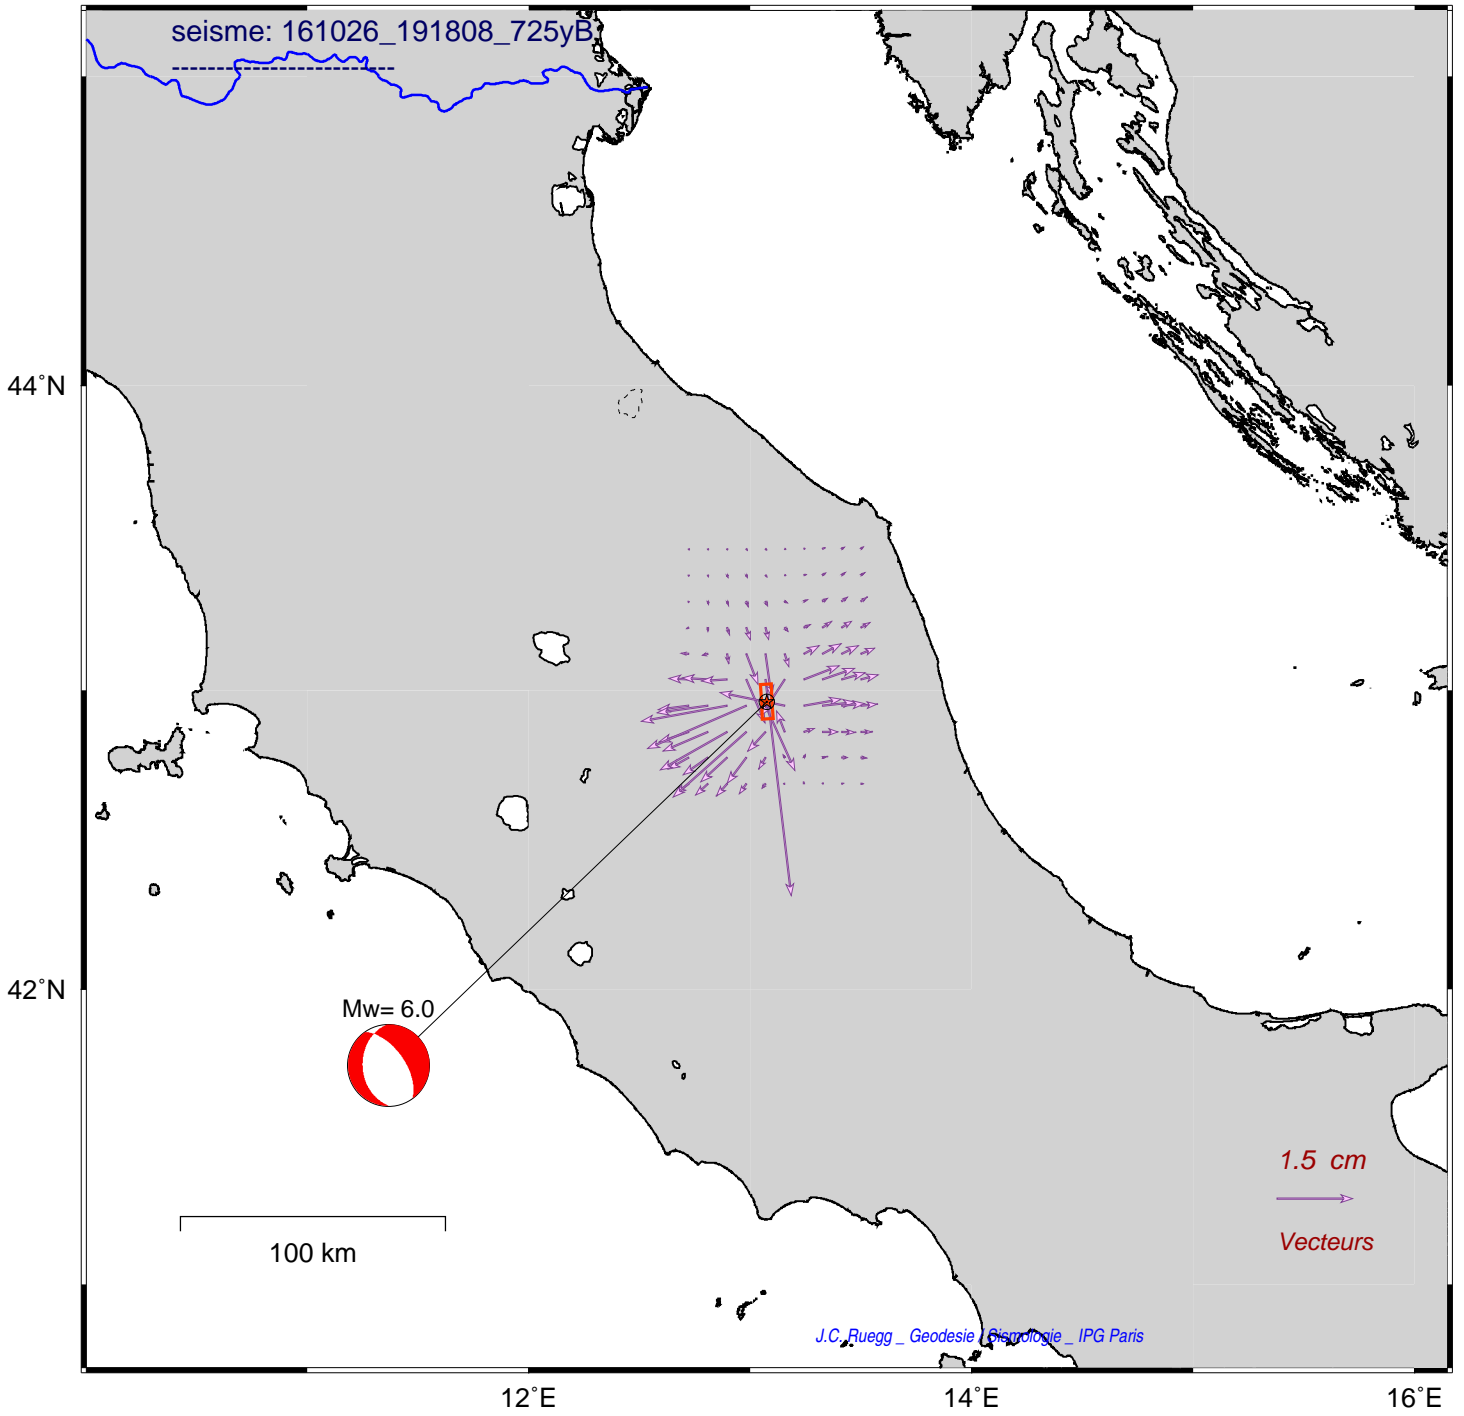 seisme: 161026_191808_725yB
44°N
42°N
Mw= 6.0
1.5 cm
Vecteurs
100 km
J.C. Ruegg _ Geodesie / Sismologie _ IPG Paris
12°E
14°E
16°E